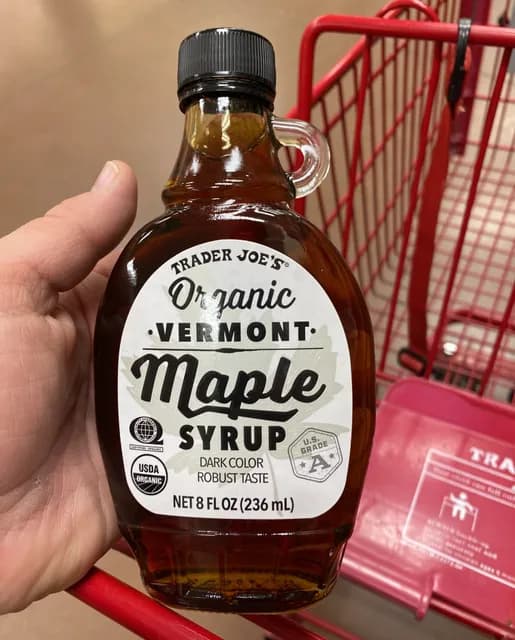 TRADER JOE'S®
Organic
·VERMONT·
Maple
SYRUP
U.S.
GRADE
A
USDA
ORGANIC
DARK COLOR
ROBUST TASTE
NET 8 FL OZ (236 mL)
TRA